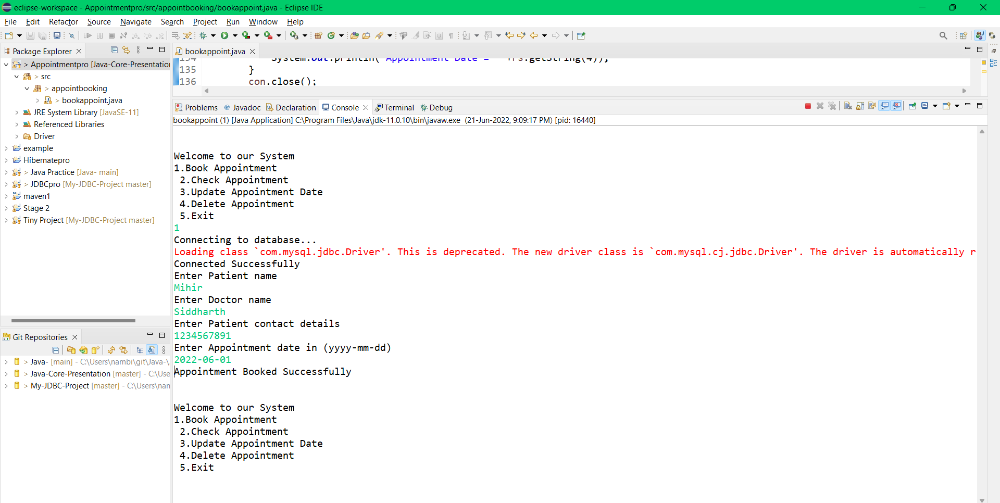 eclipse-workspace - Appointmentpro/src/appointbooking/bookappoint.java - Eclipse IDE
File Edit Refactor Source Navigate Search Project Run Window Help
Package Explorer
> Appointmentpro [Java-Core-Presentatio
> src
> appointbooking
> bookappoint.java
JRE System Library [JavaSE-11]
Referenced Libraries
Driver
example
Hibernatepro
> Java Practice [Java- main]
> JDBCpro [My-JDBC-Project master]
maven1
Stage 2
Tiny Project [My-JDBC-Project master]
Git Repositories
> Java- [main] - C:\Users\nambi\git\Java-\
> Java-Core-Presentation [master] - C:\Use
> My-JDBC-Project [master] - C:\Users\nam
bookappoint.java
134 System.out.println("Appointment Date = " +rs.getString(4));
135 }
136 con.close();
Problems @ Javadoc Declaration Console Terminal Debug
bookappoint (1) [Java Application] C:\Program Files\Java\jdk-11.0.10\bin\javaw.exe (21-Jun-2022, 9:09:17 PM) [pid: 16440]
Welcome to our System
1.Book Appointment
2.Check Appointment
3.Update Appointment Date
4.Delete Appointment
5.Exit
1
Connecting to database...
Loading class `com.mysql.jdbc.Driver'. This is deprecated. The new driver class is `com.mysql.cj.jdbc.Driver'. The driver is automatically r
Connected Successfully
Enter Patient name
Mihir
Enter Doctor name
Siddharth
Enter Patient contact details
1234567891
Enter Appointment date in (yyyy-mm-dd)
2022-06-01
Appointment Booked Successfully
Welcome to our System
1.Book Appointment
2.Check Appointment
3.Update Appointment Date
4.Delete Appointment
5.Exit